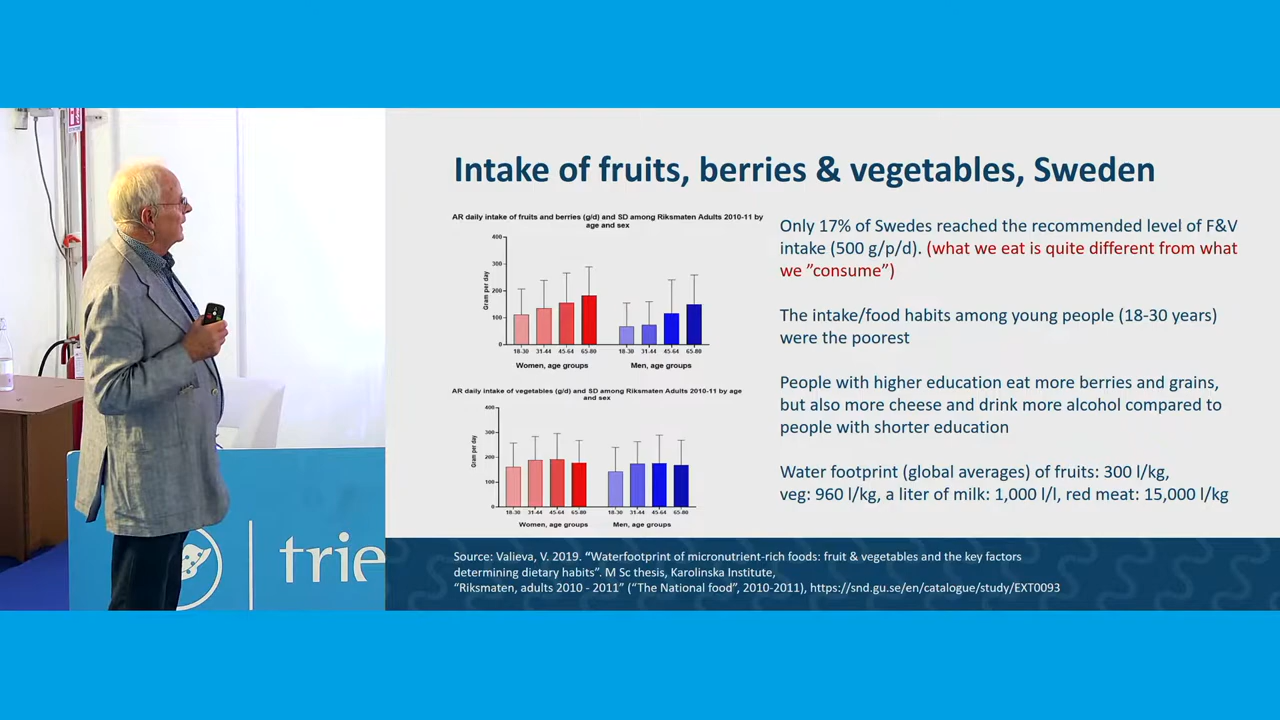 Intake of fruits, berries & vegetables, Sweden
AR daily intake of fruits and berries (g/d) and SD among Riksmaten Adults 2010-11 by
age and sex
Gram per day
400
300
200
100
0
18-30 31-44 45-64 65-80 18-30 31-44 45-64 65-80
Women, age groups Men, age groups
AR daily intake of vegetables (g/d) and SD among Riksmaten Adults 2010-11 by age
and sex
Gram per day
400
300
200
100
0
18-30 31-44 45-64 65-80 18-30 31-44 45-64 65-80
Women, age groups Men, age groups
Only 17% of Swedes reached the recommended level of F&V
intake (500 g/p/d). (what we eat is quite different from what
we ”consume”)
The intake/food habits among young people (18-30 years)
were the poorest
People with higher education eat more berries and grains,
but also more cheese and drink more alcohol compared to
people with shorter education
Water footprint (global averages) of fruits: 300 l/kg,
veg: 960 l/kg, a liter of milk: 1,000 l/l, red meat: 15,000 l/kg
Source: Valieva, V. 2019. “Waterfootprint of micronutrient-rich foods: fruit & vegetables and the key factors
determining dietary habits”. M Sc thesis, Karolinska Institute,
“Riksmaten, adults 2010 - 2011” (“The National food”, 2010-2011), https://snd.gu.se/en/catalogue/study/EXT0093
trie